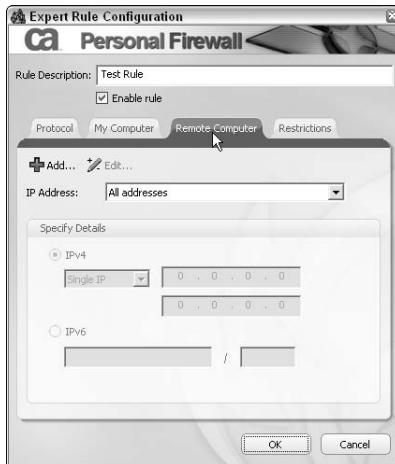 Expert Rule Configuration
ca Personal Firewall
Rule Description: Test Rule
Enable rule
Protocol My Computer Remote Computer Restrictions
Add... Edit...
IP Address: All addresses
Specify Details
IPv4
Single IP 0 . 0 . 0 . 0
0 . 0 . 0 . 0
IPv6
/
OK Cancel